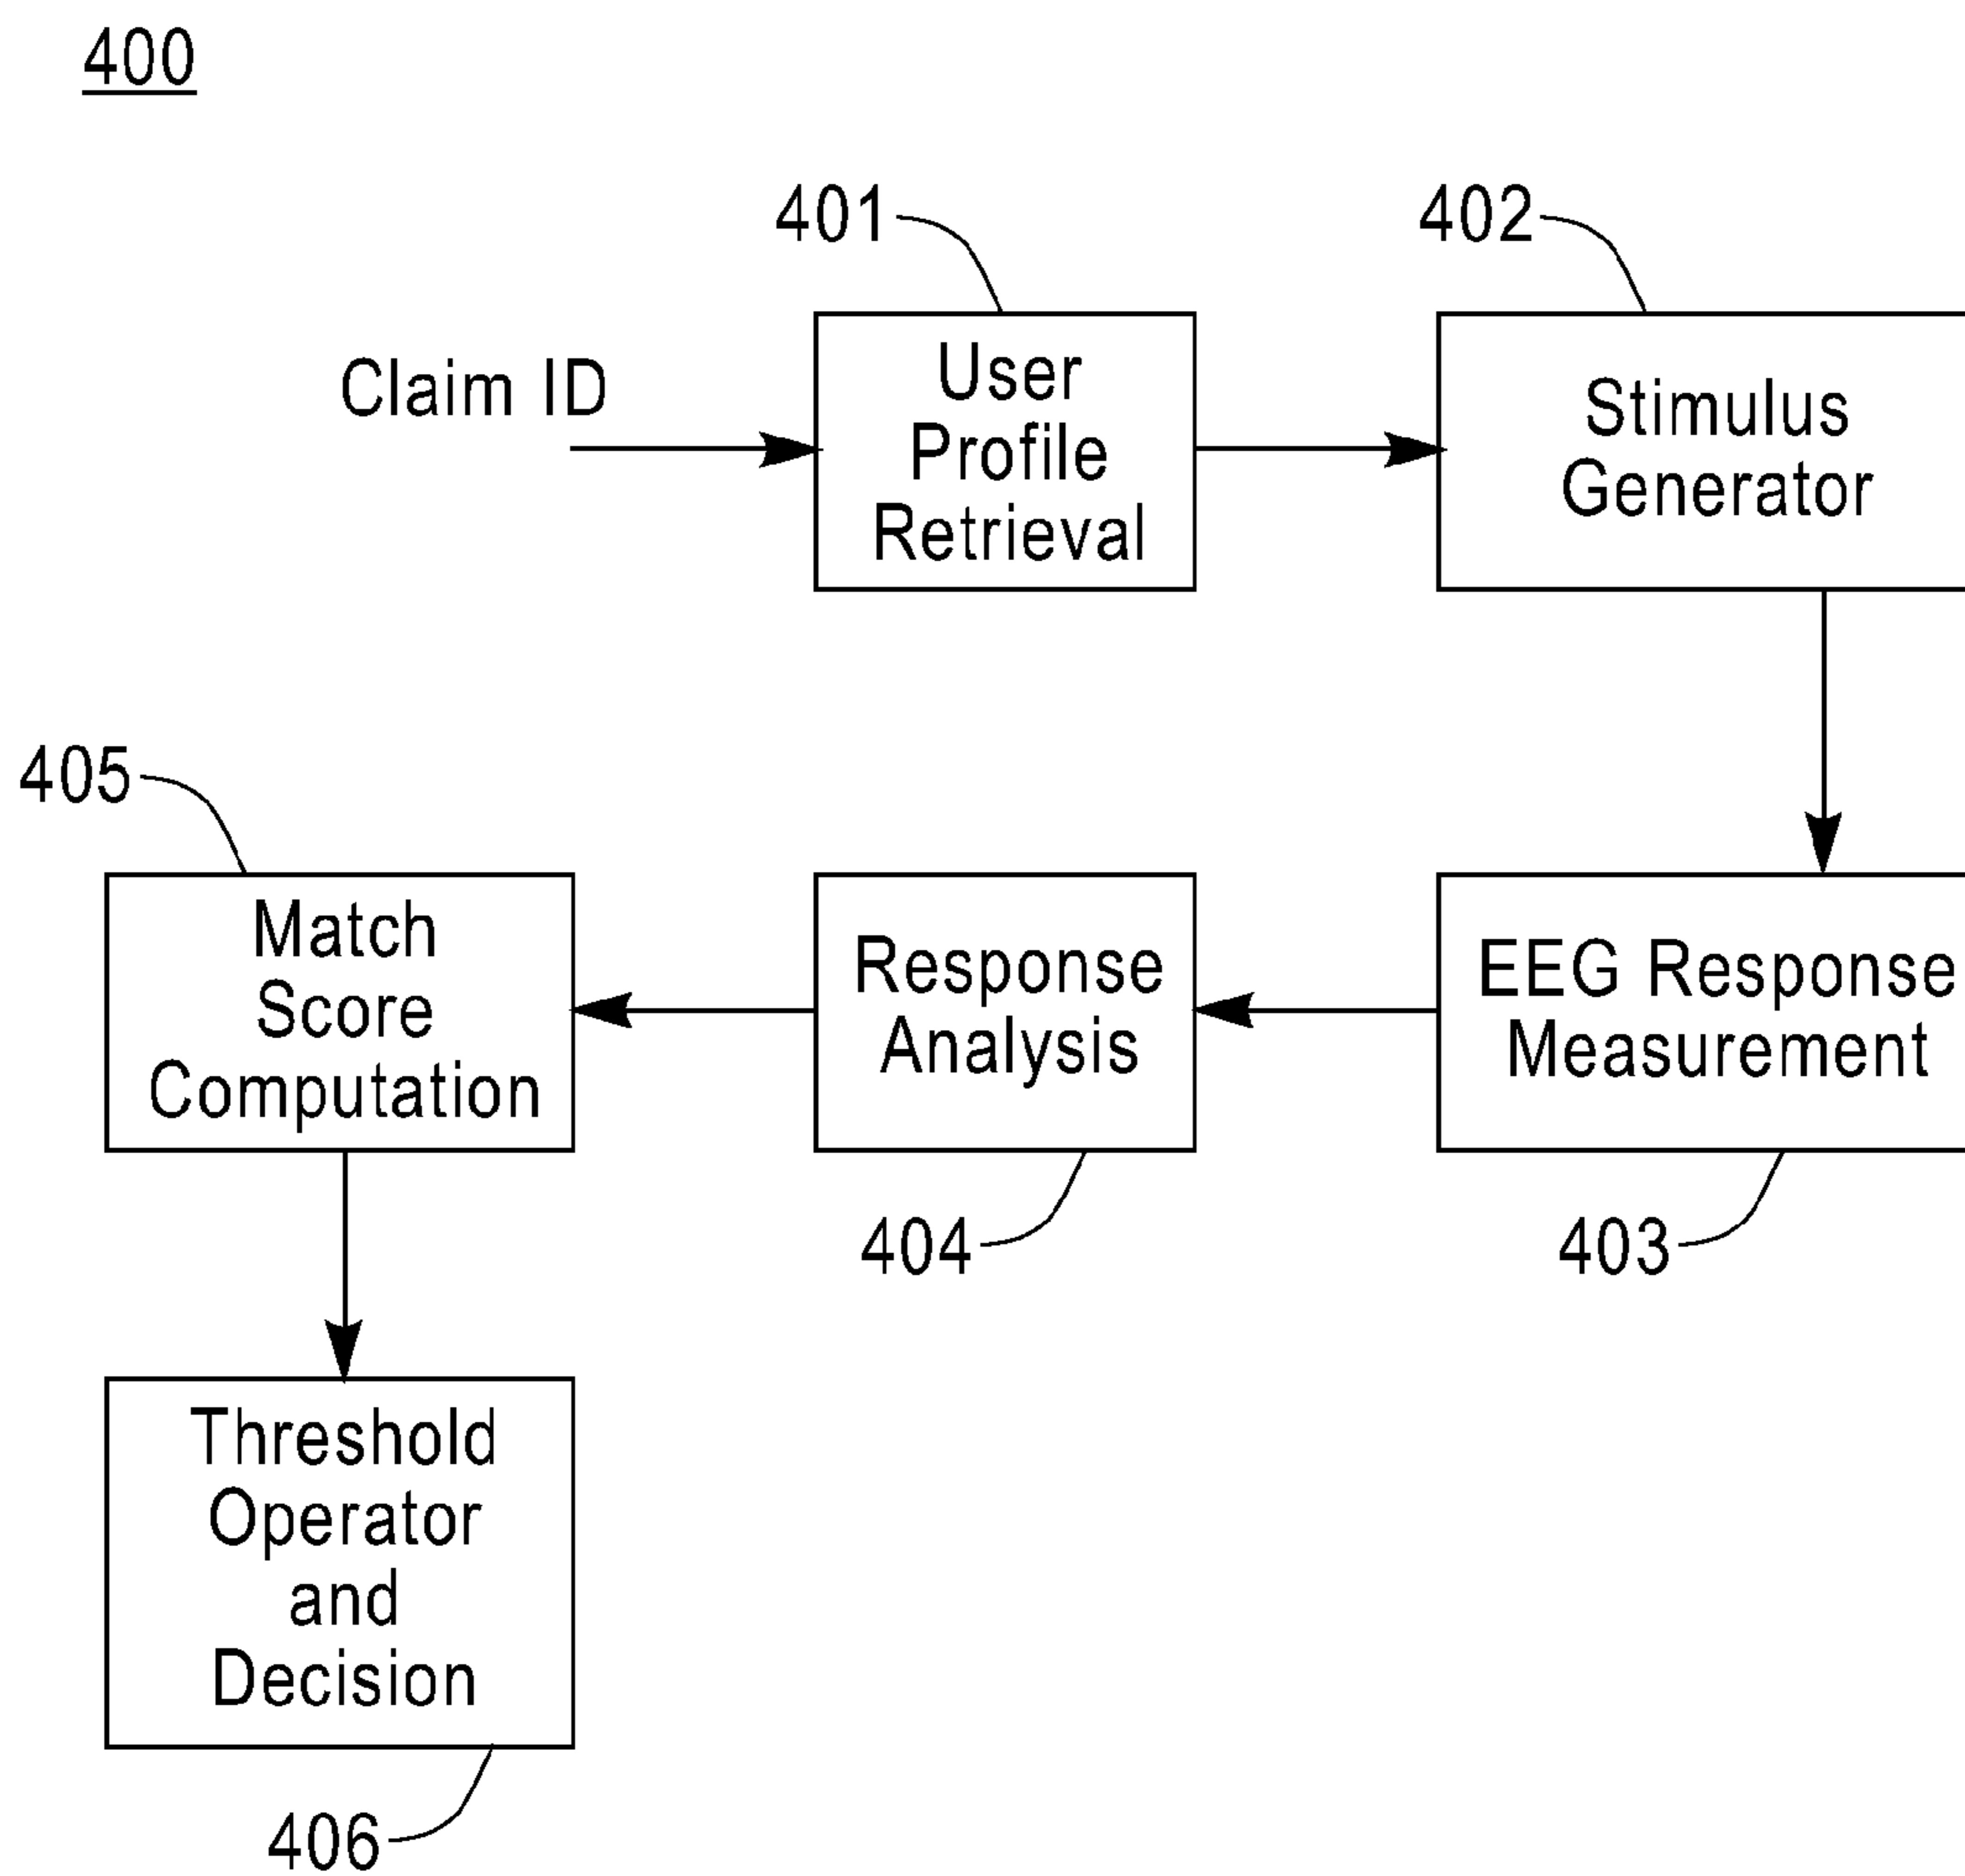 400
401
402
Claim ID
User
Profile
Retrieval
Stimulus
Generator
405
Match
Score
Computation
Response
Analysis
EEG Response
Measurement
404
403
Threshold
Operator
and
Decision
406